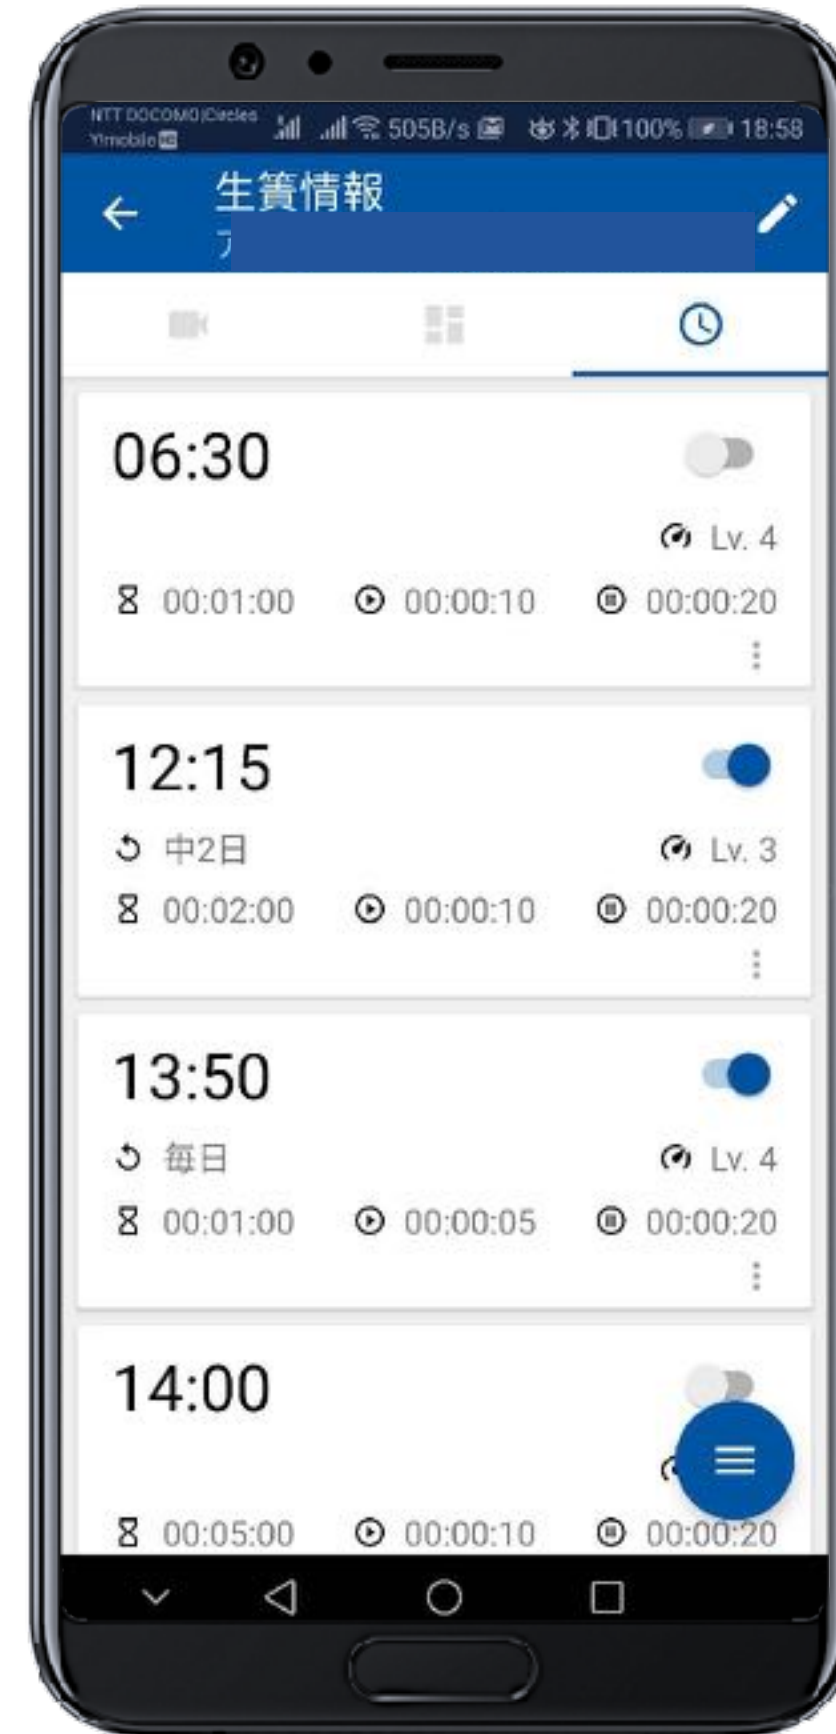 NTT DOCOMO|Circles
Y!mobile HD
505B/s 100% 18:58
生簀情報
06:30
Lv. 4
00:01:00 00:00:10 00:00:20
12:15
中2日 Lv. 3
00:02:00 00:00:10 00:00:20
13:50
毎日 Lv. 4
00:01:00 00:00:05 00:00:20
14:00
00:05:00 00:00:10 00:00:20